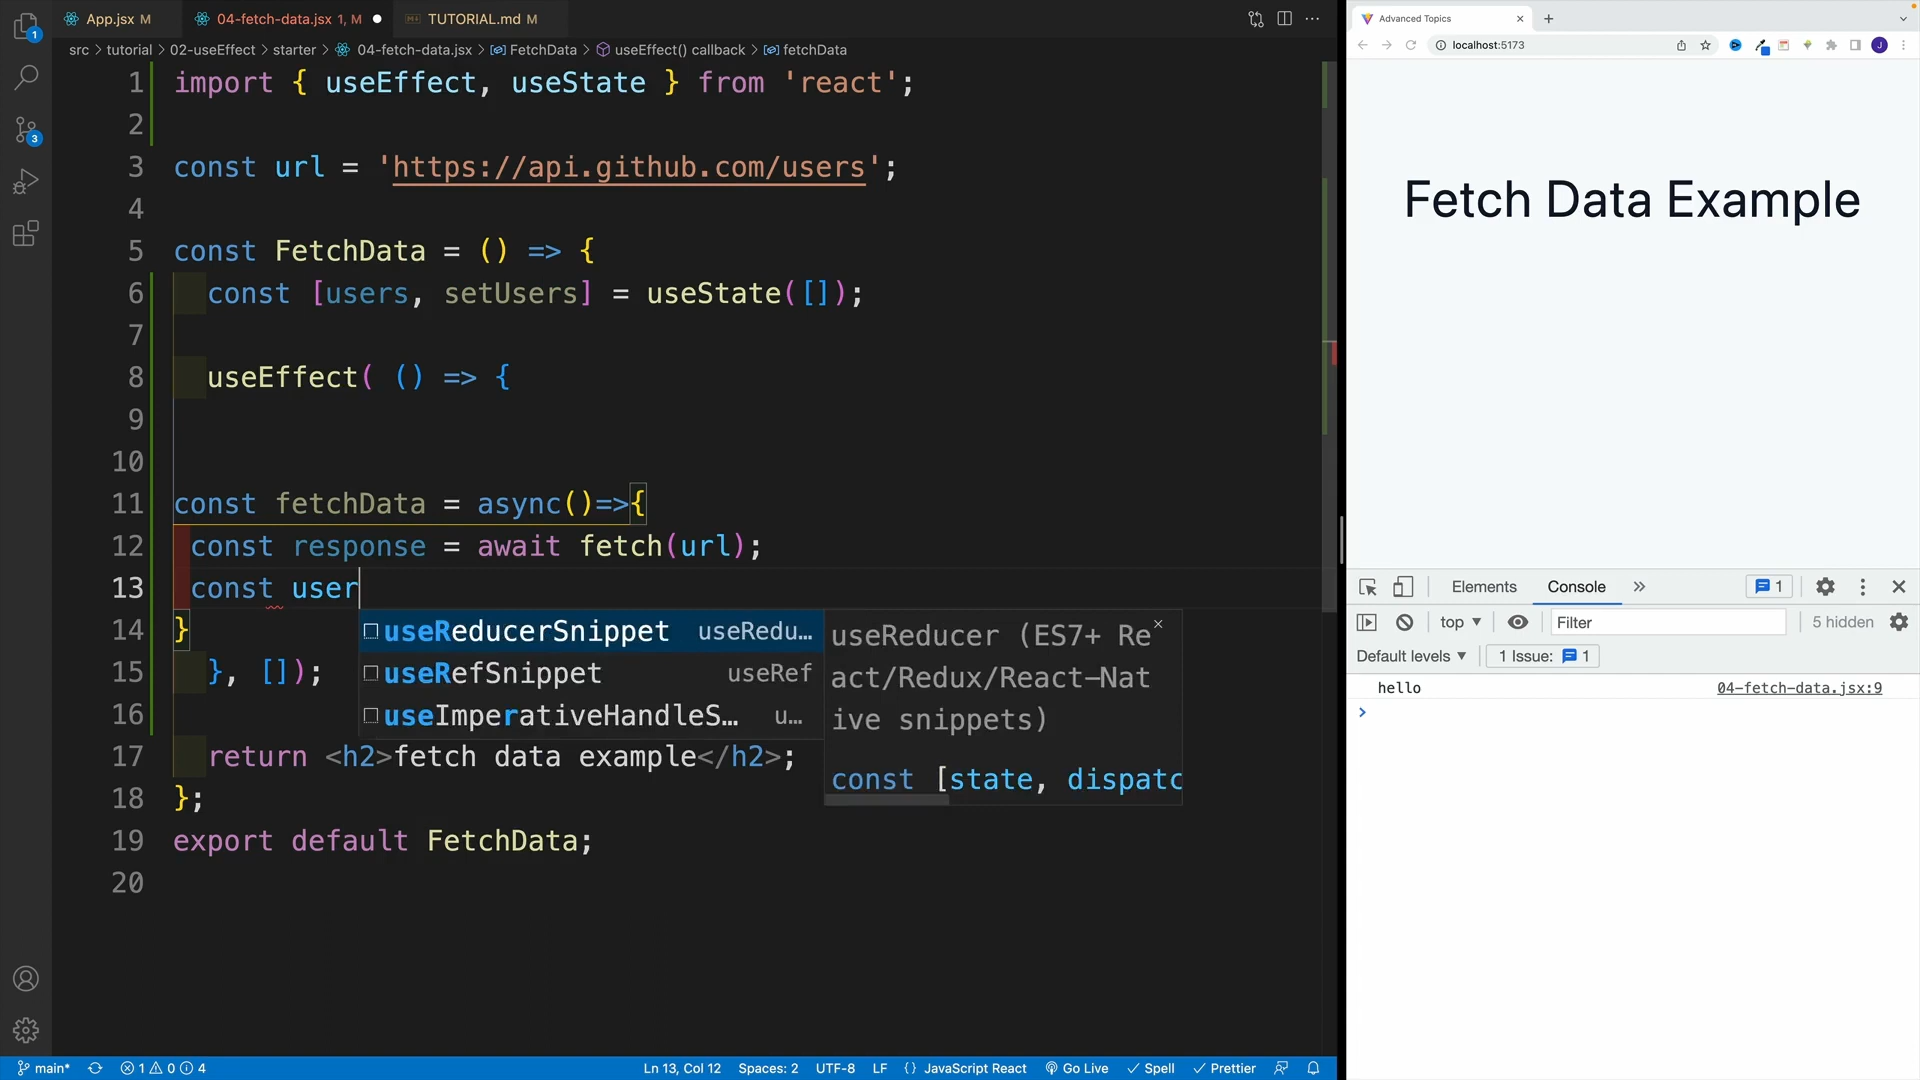 App.jsx M
04-fetch-data.jsx 1, M
TUTORIAL.md M
src > tutorial > 02-useEffect > starter > 04-fetch-data.jsx > FetchData > useEffect() callback > fetchData
1 import { useEffect, useState } from 'react';
2
3 const url = 'https://api.github.com/users';
4
5 const FetchData = () => {
6 const [users, setUsers] = useState([]);
7
8 useEffect( () => {
9
10
11 const fetchData = async()=>{
12 const response = await fetch(url);
13 const user
14 }
15 }, []);
16
17 return <h2>fetch data example</h2>;
18 };
19 export default FetchData;
20
useReducerSnippet useRedu…
useRefSnippet useRef
useImperativeHandleS… u…
useReducer (ES7+ Re
act/Redux/React-Nat
ive snippets)
const [state, dispatc
1
3
main* 1 0 4 Ln 13, Col 12 Spaces: 2 UTF-8 LF { } JavaScript React Go Live Spell Prettier
Advanced Topics
localhost:5173
J
Fetch Data Example
Elements Console 1
top Filter 5 hidden
Default levels 1 Issue: 1
hello 04-fetch-data.jsx:9